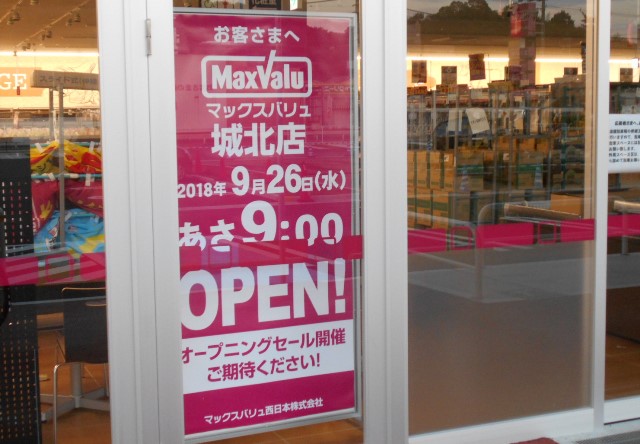 お客さまへ
MaxValu
マックスバリュ
城北店
2018年 9月26日(水)
あさ9:00
OPEN!
オープニングセール開催
ご期待ください!
マックスバリュ西日本株式会社